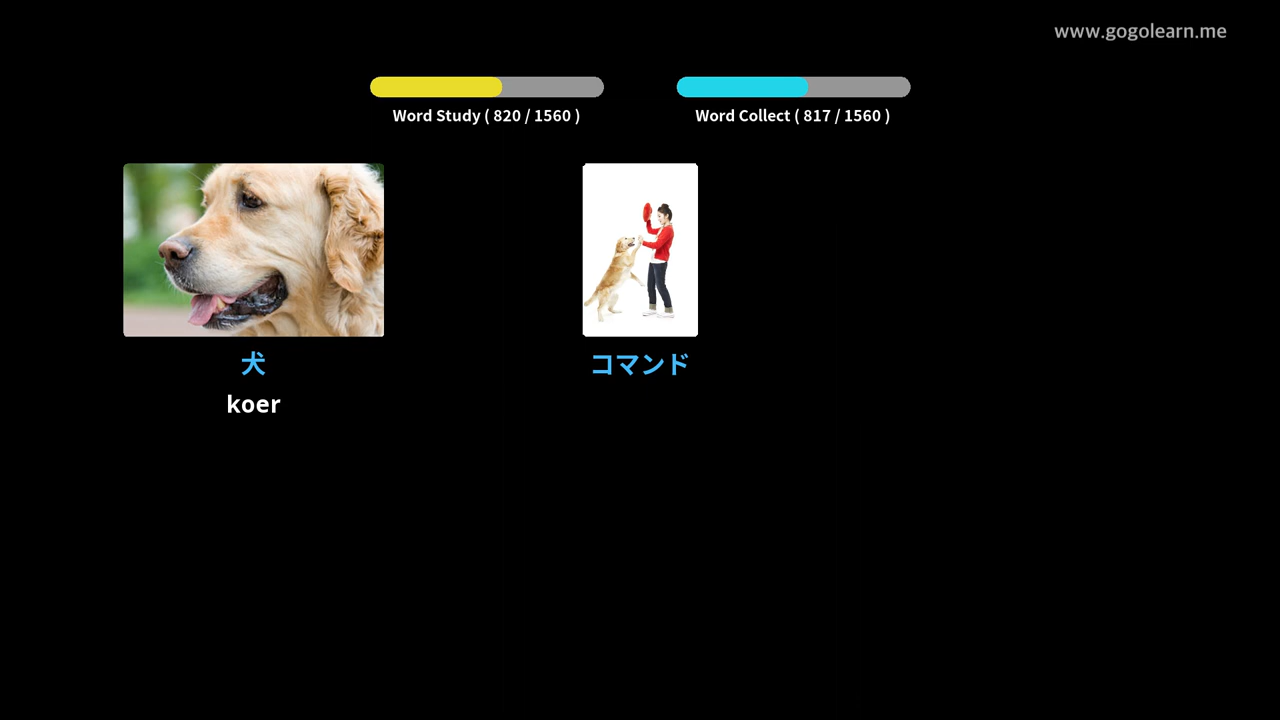 www.gogolearn.me
Word Study ( 820 / 1560 )
Word Collect ( 817 / 1560 )
犬
コマンド
koer